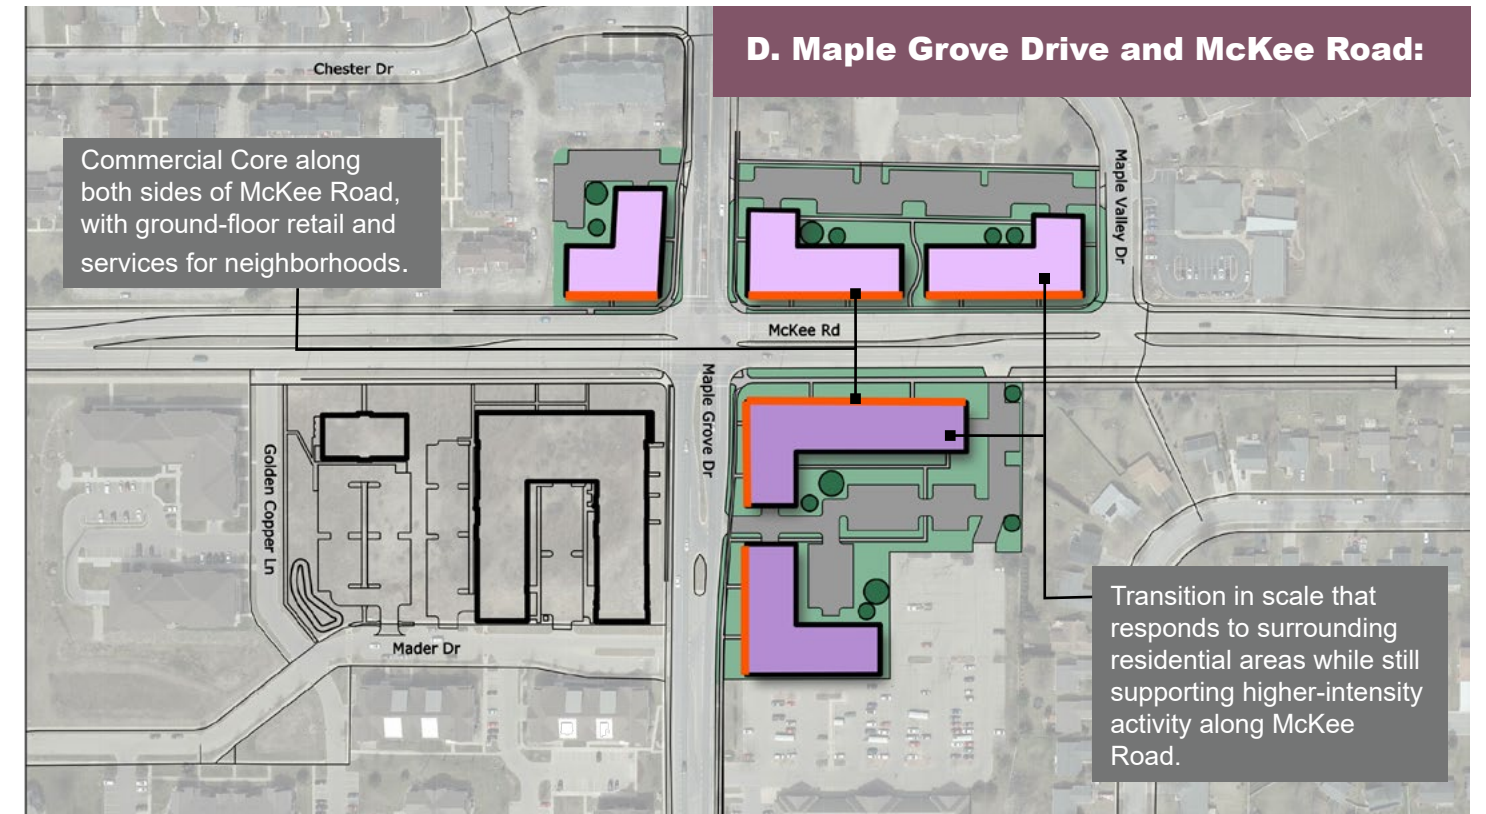 D. Maple Grove Drive and McKee Road:
Chester Dr
Commercial Core along
both sides of McKee Road,
with ground-floor retail and
services for neighborhoods.
Maple Valley Dr
McKee Rd
Maple Grove Dr
Golden Copper Ln
Mader Dr
Transition in scale that
responds to surrounding
residential areas while still
supporting higher-intensity
activity along McKee
Road.